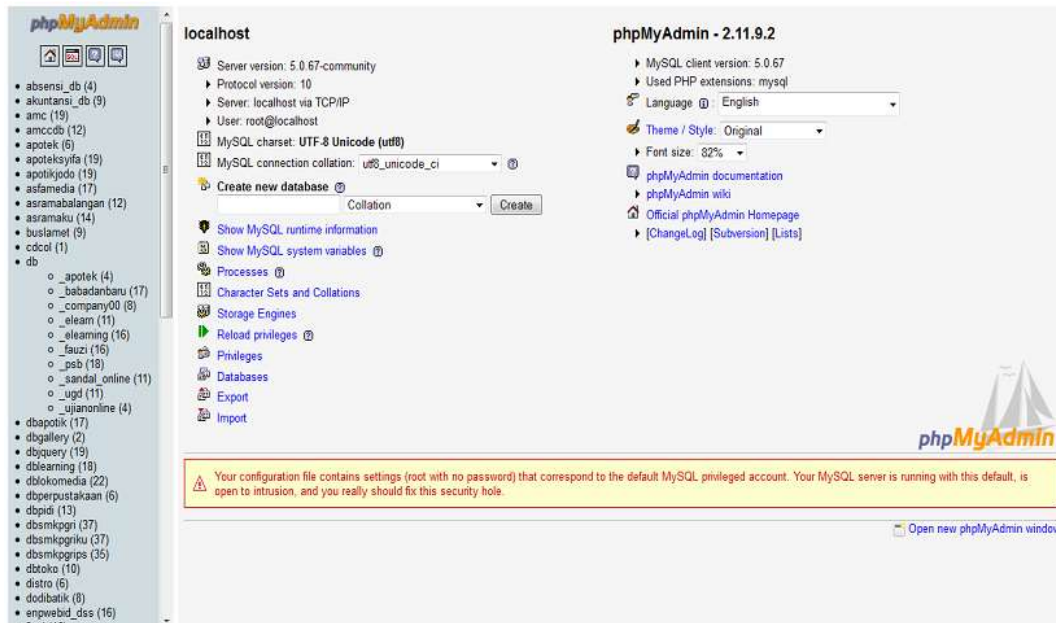 phpMyAdmin
absensi_db (4)
akuntansi_db (9)
amc (19)
amccdb (12)
apotek (6)
apoteksyifa (19)
apotikjodo (19)
asfamedia (17)
asramabalangan (12)
asramaku (14)
buslamet (9)
cdcol (1)
db
_apotek (4)
_babadanbaru (17)
_company00 (8)
_elearn (11)
_elearning (16)
_fauzi (16)
_psb (18)
_sandal_online (11)
_ugd (11)
_ujianonline (4)
dbapotik (17)
dbgallery (2)
dbjquery (19)
dblearning (18)
dblokomedia (22)
dbperpustakaan (6)
dbpidi (13)
dbsmkpgri (37)
dbsmkpgriku (37)
dbsmkpgrips (35)
dbtoko (10)
distro (6)
dodibatik (8)
enpwebid_dss (16)
localhost
Server version: 5.0.67-community
Protocol version: 10
Server: localhost via TCP/IP
User: root@localhost
MySQL charset: UTF-8 Unicode (utf8)
MySQL connection collation: utf8_unicode_ci
Create new database
Collation Create
Show MySQL runtime information
Show MySQL system variables
Processes
Character Sets and Collations
Storage Engines
Reload privileges
Privileges
Databases
Export
Import
phpMyAdmin - 2.11.9.2
MySQL client version: 5.0.67
Used PHP extensions: mysql
Language: English
Theme / Style: Original
Font size: 82%
phpMyAdmin documentation
phpMyAdmin wiki
Official phpMyAdmin Homepage
[ChangeLog] [Subversion] [Lists]
phpMyAdmin
Your configuration file contains settings (root with no password) that correspond to the default MySQL privileged account. Your MySQL server is running with this default, is
open to intrusion, and you really should fix this security hole.
Open new phpMyAdmin window